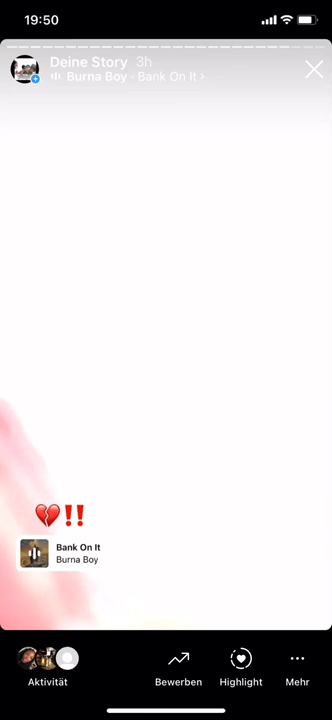 19:50
Deine Story 3h
Burna Boy · Bank On It >
💔‼️
Bank On It
Burna Boy
Aktivität
Bewerben
Highlight
Mehr